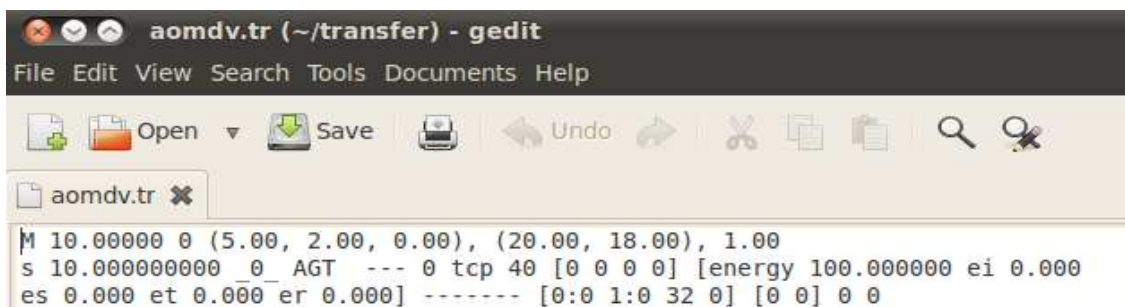 aomdv.tr (~/transfer) - gedit
File Edit View Search Tools Documents Help
Open Save Undo
aomdv.tr
M 10.00000 0 (5.00, 2.00, 0.00), (20.00, 18.00), 1.00
s 10.000000000 _0_ AGT  --- 0 tcp 40 [0 0 0 0] [energy 100.000000 ei 0.000
es 0.000 et 0.000 er 0.000] ------- [0:0 1:0 32 0] [0 0] 0 0